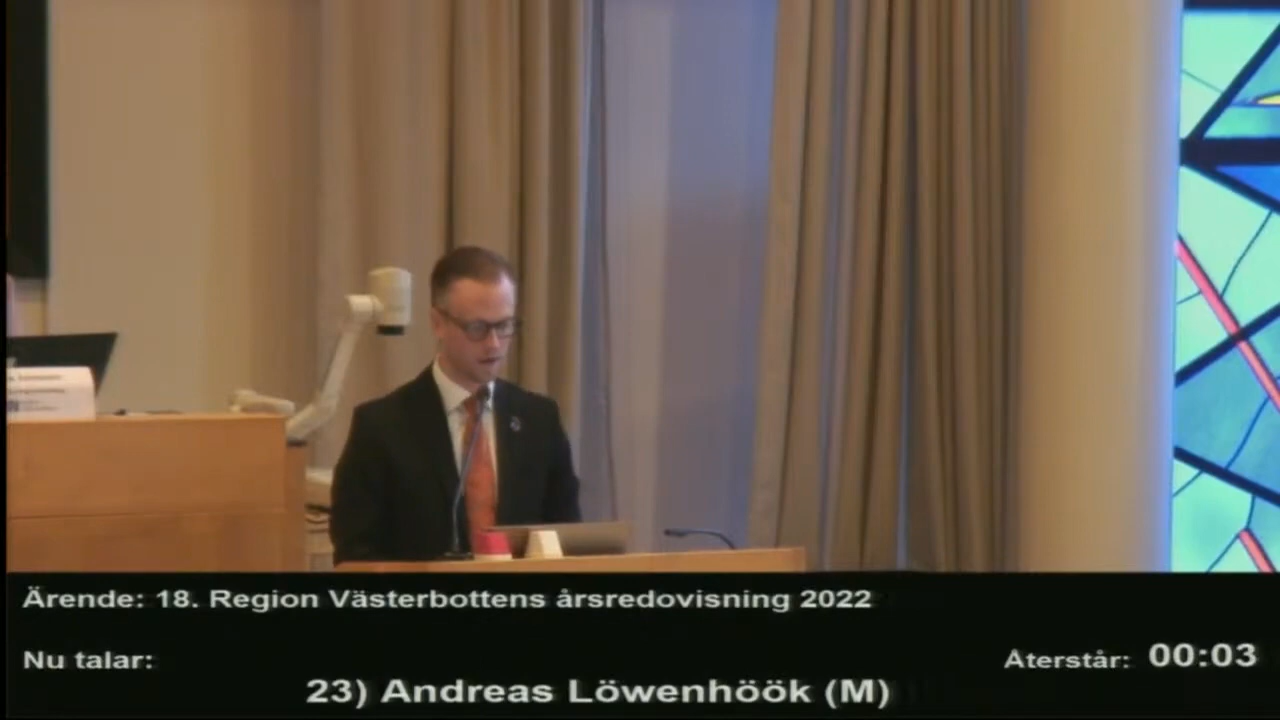 Ärende: 18. Region Västerbottens årsredovisning 2022
Nu talar:
Återstår: 00:03
23) Andreas Löwenhöök (M)